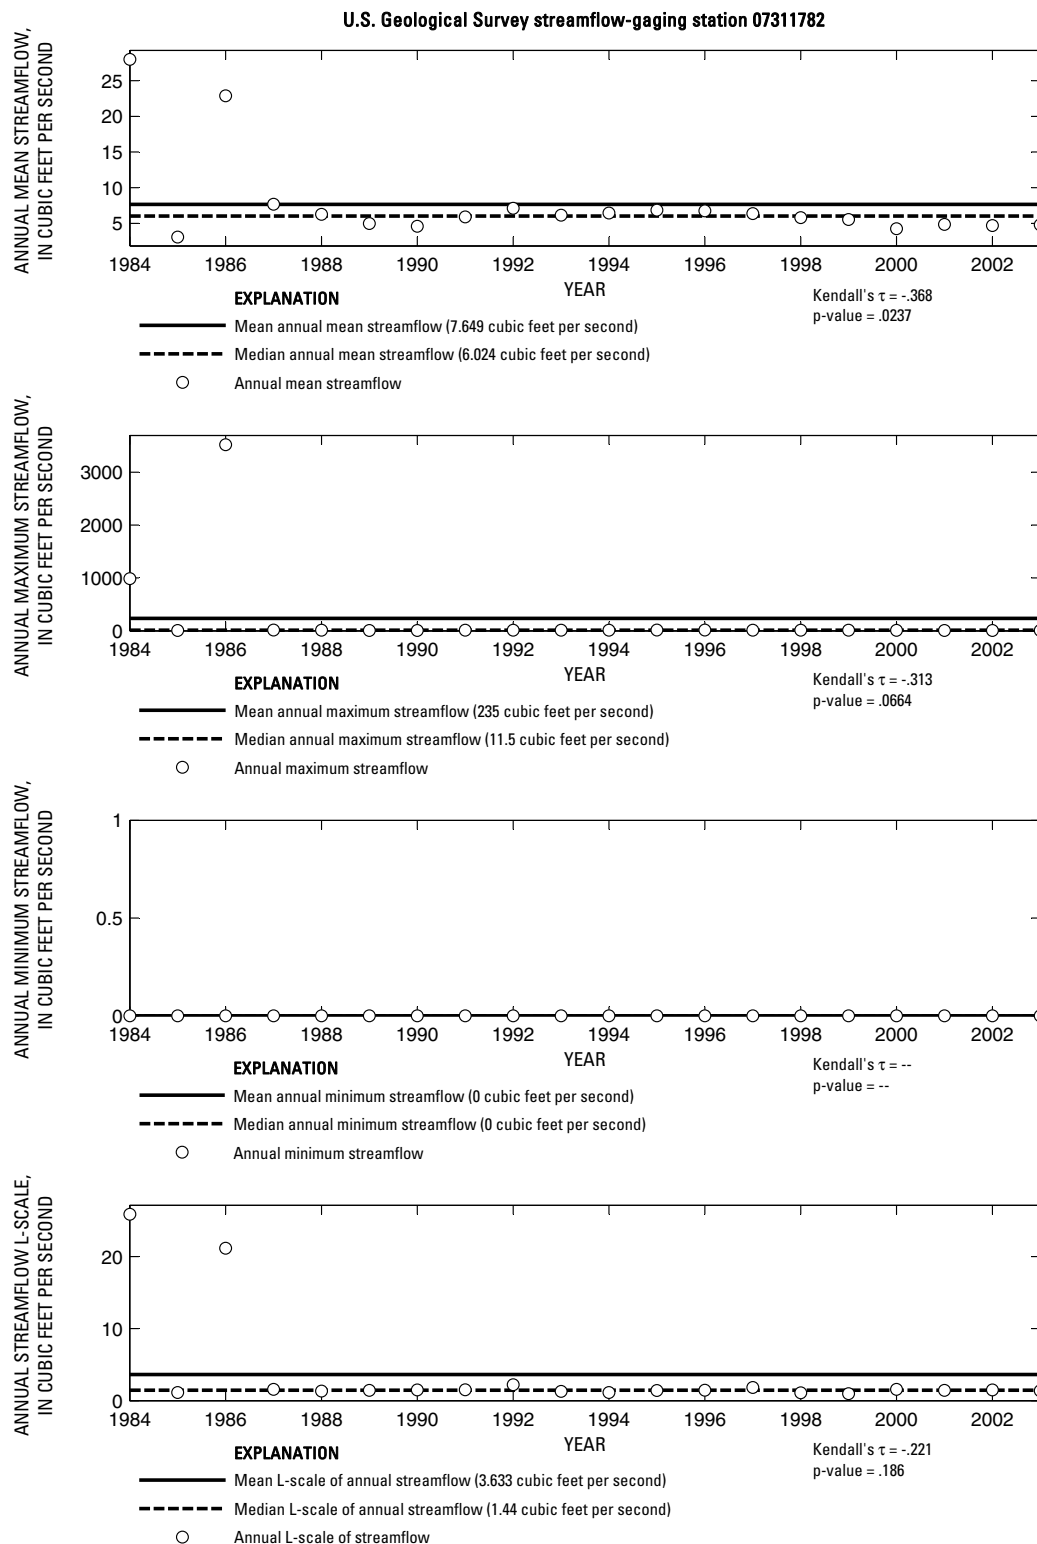 U.S. Geological Survey streamflow-gaging station 07311782
ANNUAL MEAN STREAMFLOW,
IN CUBIC FEET PER SECOND
25
20
15
10
5
1984 1986 1988 1990 1992 1994 1996 1998 2000 2002
YEAR
EXPLANATION
Mean annual mean streamflow (7.649 cubic feet per second)
Median annual mean streamflow (6.024 cubic feet per second)
Annual mean streamflow
Kendall's τ = -.368
p-value = .0237
ANNUAL MAXIMUM STREAMFLOW,
IN CUBIC FEET PER SECOND
3000
2000
1000
0
1984 1986 1988 1990 1992 1994 1996 1998 2000 2002
YEAR
EXPLANATION
Mean annual maximum streamflow (235 cubic feet per second)
Median annual maximum streamflow (11.5 cubic feet per second)
Annual maximum streamflow
Kendall's τ = -.313
p-value = .0664
ANNUAL MINIMUM STREAMFLOW,
IN CUBIC FEET PER SECOND
1
0.5
0
1984 1986 1988 1990 1992 1994 1996 1998 2000 2002
YEAR
EXPLANATION
Mean annual minimum streamflow (0 cubic feet per second)
Median annual minimum streamflow (0 cubic feet per second)
Annual minimum streamflow
Kendall's τ = --
p-value = --
ANNUAL STREAMFLOW L-SCALE,
IN CUBIC FEET PER SECOND
20
10
0
1984 1986 1988 1990 1992 1994 1996 1998 2000 2002
YEAR
EXPLANATION
Mean L-scale of annual streamflow (3.633 cubic feet per second)
Median L-scale of annual streamflow (1.44 cubic feet per second)
Annual L-scale of streamflow
Kendall's τ = -.221
p-value = .186